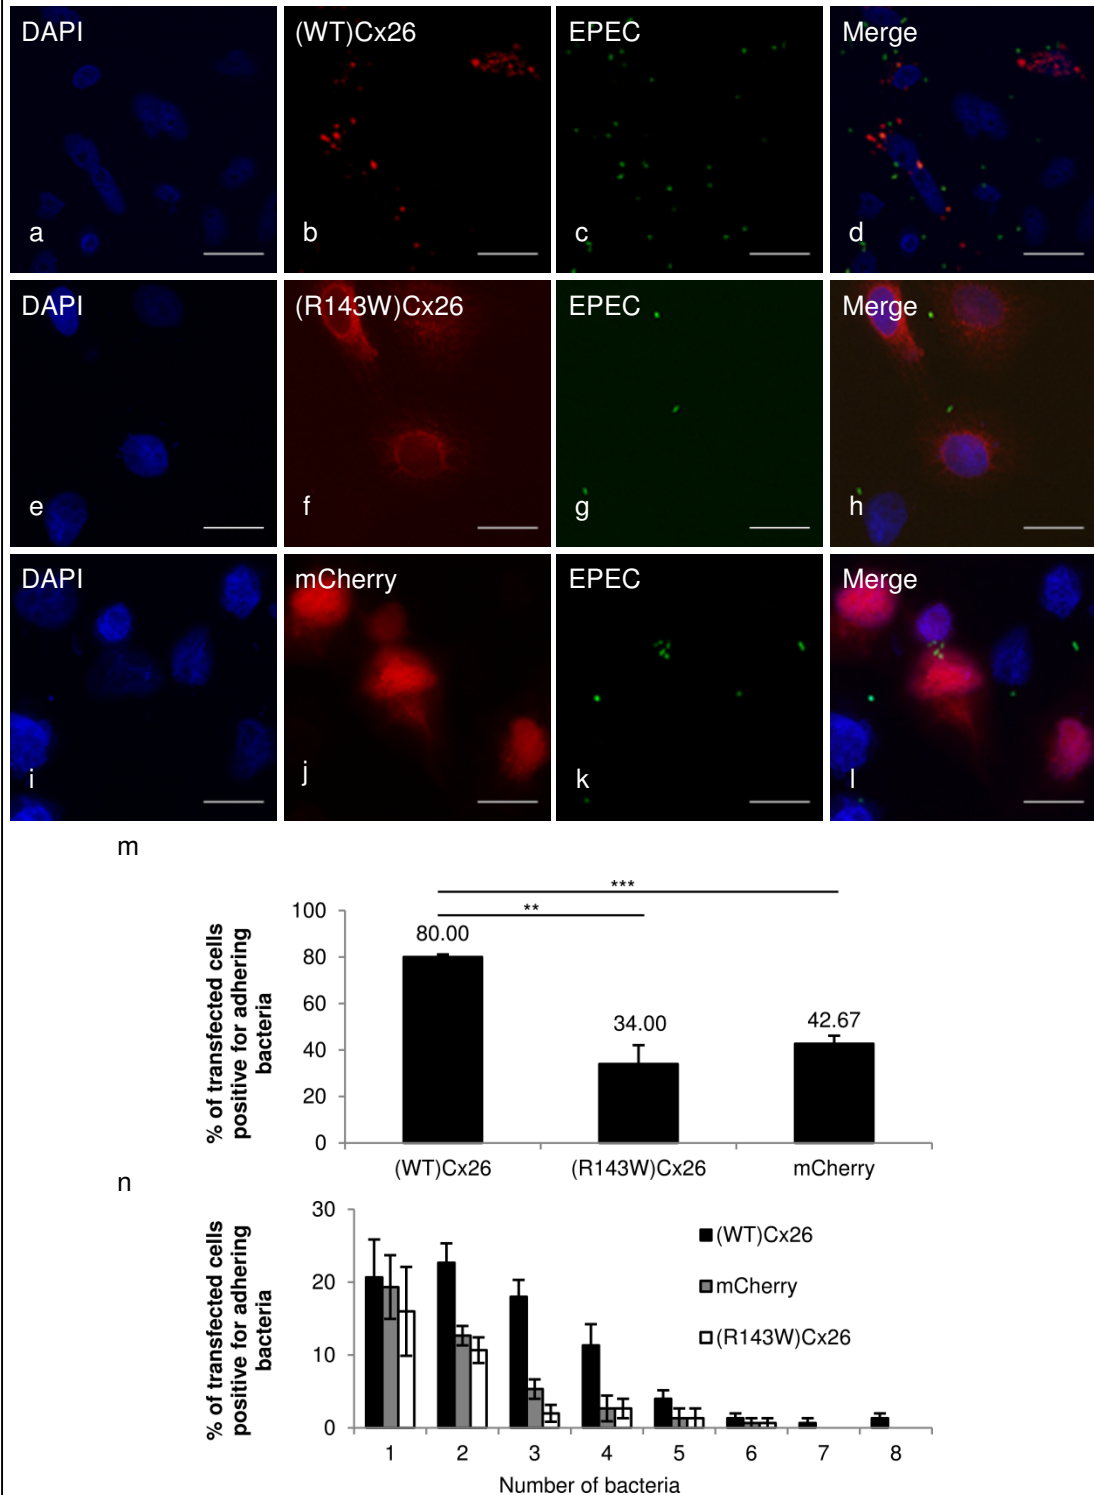 DAPI
(WT)Cx26
EPEC
Merge
a
b
c
d
DAPI
(R143W)Cx26
EPEC
Merge
e
f
g
h
DAPI
mCherry
EPEC
Merge
i
j
k
l
m
% of transfected cells
positive for adhering
bacteria
100
80
60
40
20
0
***
**
80.00
34.00
42.67
(WT)Cx26
(R143W)Cx26
mCherry
n
% of transfected cells
positive for adhering
bacteria
30
20
10
0
(WT)Cx26
mCherry
(R143W)Cx26
1 2 3 4 5 6 7 8
Number of bacteria